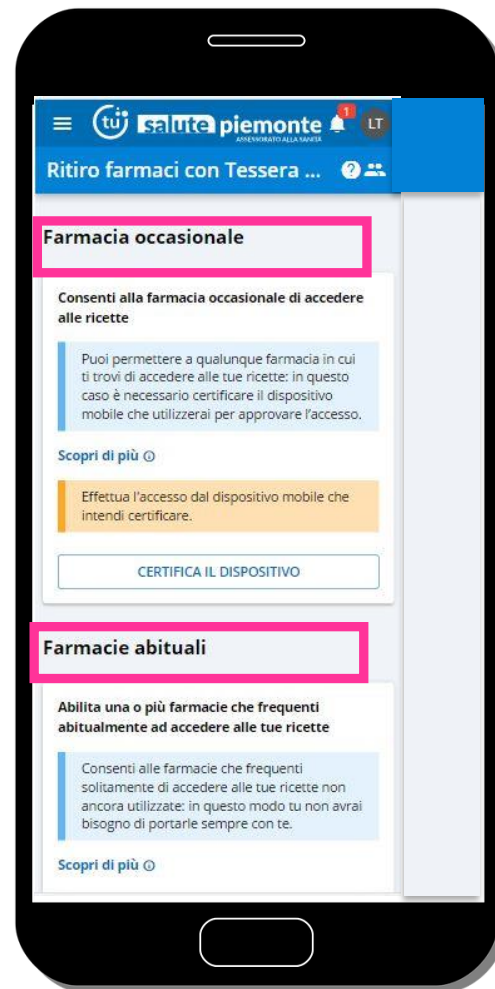 tu salute piemonte 1 LT
ASSESSORATO ALLA SANITÀ
Ritiro farmaci con Tessera ... ?
Farmacia occasionale
Consenti alla farmacia occasionale di accedere
alle ricette
Puoi permettere a qualunque farmacia in cui
ti trovi di accedere alle tue ricette: in questo
caso è necessario certificare il dispositivo
mobile che utilizzerai per approvare l'accesso.
Scopri di più
Effettua l'accesso dal dispositivo mobile che
intendi certificare.
CERTIFICA IL DISPOSITIVO
Farmacie abituali
Abilita una o più farmacie che frequenti
abitualmente ad accedere alle tue ricette
Consenti alle farmacie che frequenti
solitamente di accedere alle tue ricette non
ancora utilizzate: in questo modo tu non avrai
bisogno di portarle sempre con te.
Scopri di più